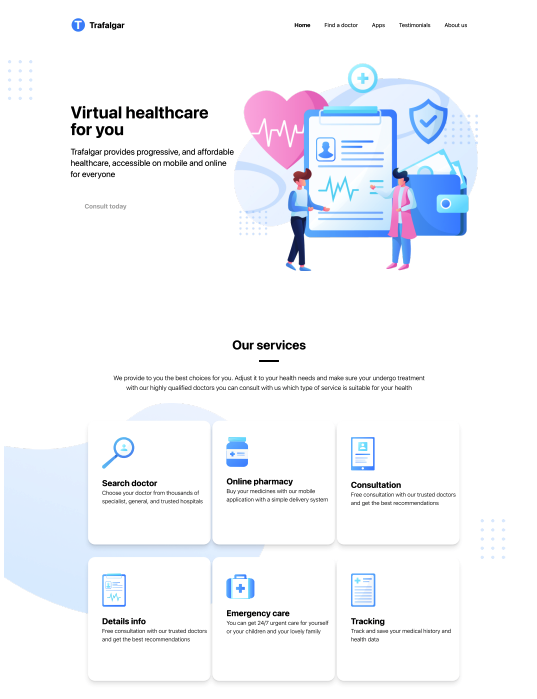 Trafalgar
Home Find a doctor Apps Testimonials About us
Virtual healthcare
for you
Trafalgar provides progressive, and affordable
healthcare, accessible on mobile and online
for everyone
Consult today
Our services
We provide to you the best choices for you. Adjust it to your health needs and make sure your undergo treatment
with our highly qualified doctors you can consult with us which type of service is suitable for your health
Search doctor
Choose your doctor from thousands of
specialist, general, and trusted hospitals
Online pharmacy
Buy your medicines with our mobile
application with a simple delivery system
Consultation
Free consultation with our trusted doctors
and get the best recommendations
Details info
Free consultation with our trusted doctors
and get the best recommendations
Emergency care
You can get 24/7 urgent care for yourself
or your children and your lovely family
Tracking
Track and save your medical history and
health data